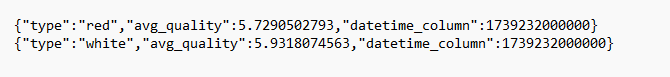 {"type":"red","avg_quality":5.7290502793,"datetime_column":1739232000000}
{"type":"white","avg_quality":5.9318074563,"datetime_column":1739232000000}